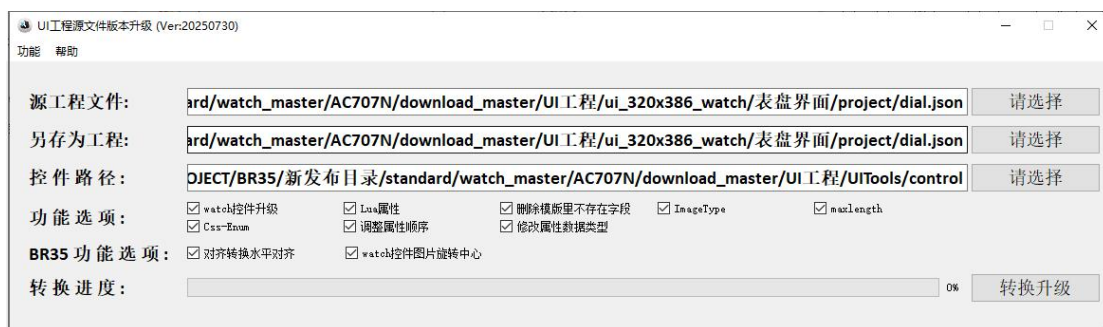 UI工程源文件版本升级 (Ver:20250730)
功能 帮助
源工程文件: ard/watch_master/AC707N/download_master/UI工程/ui_320x386_watch/表盘界面/project/dial.json 请选择
另存为工程: ard/watch_master/AC707N/download_master/UI工程/ui_320x386_watch/表盘界面/project/dial.json 请选择
控件路径: OJECT/BR35/新发布目录/standard/watch_master/AC707N/download_master/UI工程/UITools/control 请选择
功能选项: watch控件升级 Lua属性 删除模版里不存在字段 ImageType maxlength
Css-Enum 调整属性顺序 修改属性数据类型
BR35功能选项: 对齐转换水平对齐 watch控件图片旋转中心
转换进度: 0% 转换升级